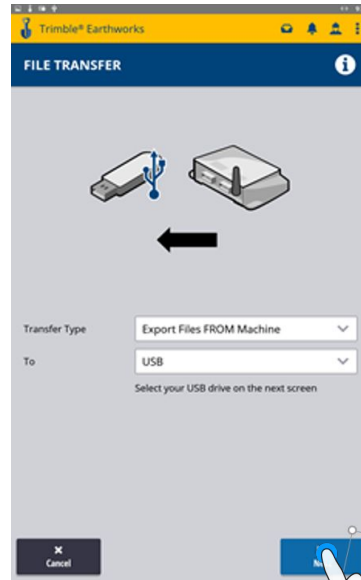 Trimble® Earthworks
FILE TRANSFER
Transfer Type
Export Files FROM Machine
To
USB
Select your USB drive on the next screen
Cancel